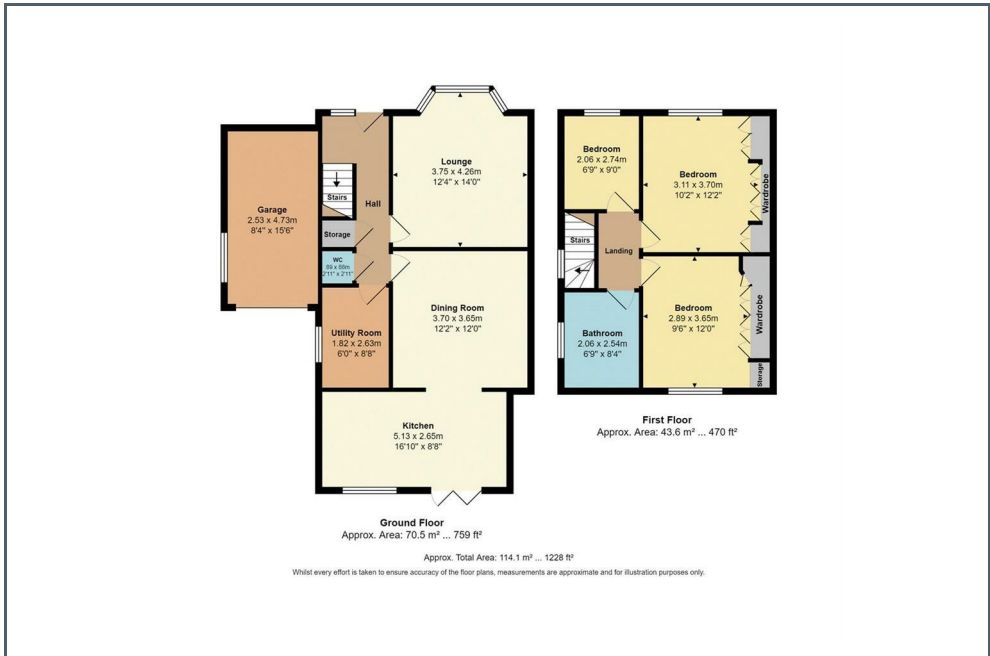 Garage
2.53 x 4.73m
8'4" x 15'6"
Stairs
Hall
Storage
WC
89 x 88m
2'11" x 2'11"
Utility Room
1.82 x 2.63m
6'0" x 8'8"
Lounge
3.75 x 4.26m
12'4" x 14'0"
Dining Room
3.70 x 3.65m
12'2" x 12'0"
Kitchen
5.13 x 2.65m
16'10" x 8'8"
Ground Floor
Approx. Area: 70.5 m² ... 759 ft²
Bedroom
2.06 x 2.74m
6'9" x 9'0"
Bedroom
3.11 x 3.70m
10'2" x 12'2"
Wardrobe
Stairs
Landing
Bathroom
2.06 x 2.54m
6'9" x 8'4"
Bedroom
2.89 x 3.65m
9'6" x 12'0"
Wardrobe
Storage
First Floor
Approx. Area: 43.6 m² ... 470 ft²
Approx. Total Area: 114.1 m² ... 1228 ft²
Whilst every effort is taken to ensure accuracy of the floor plans, measurements are approximate and for illustration purposes only.